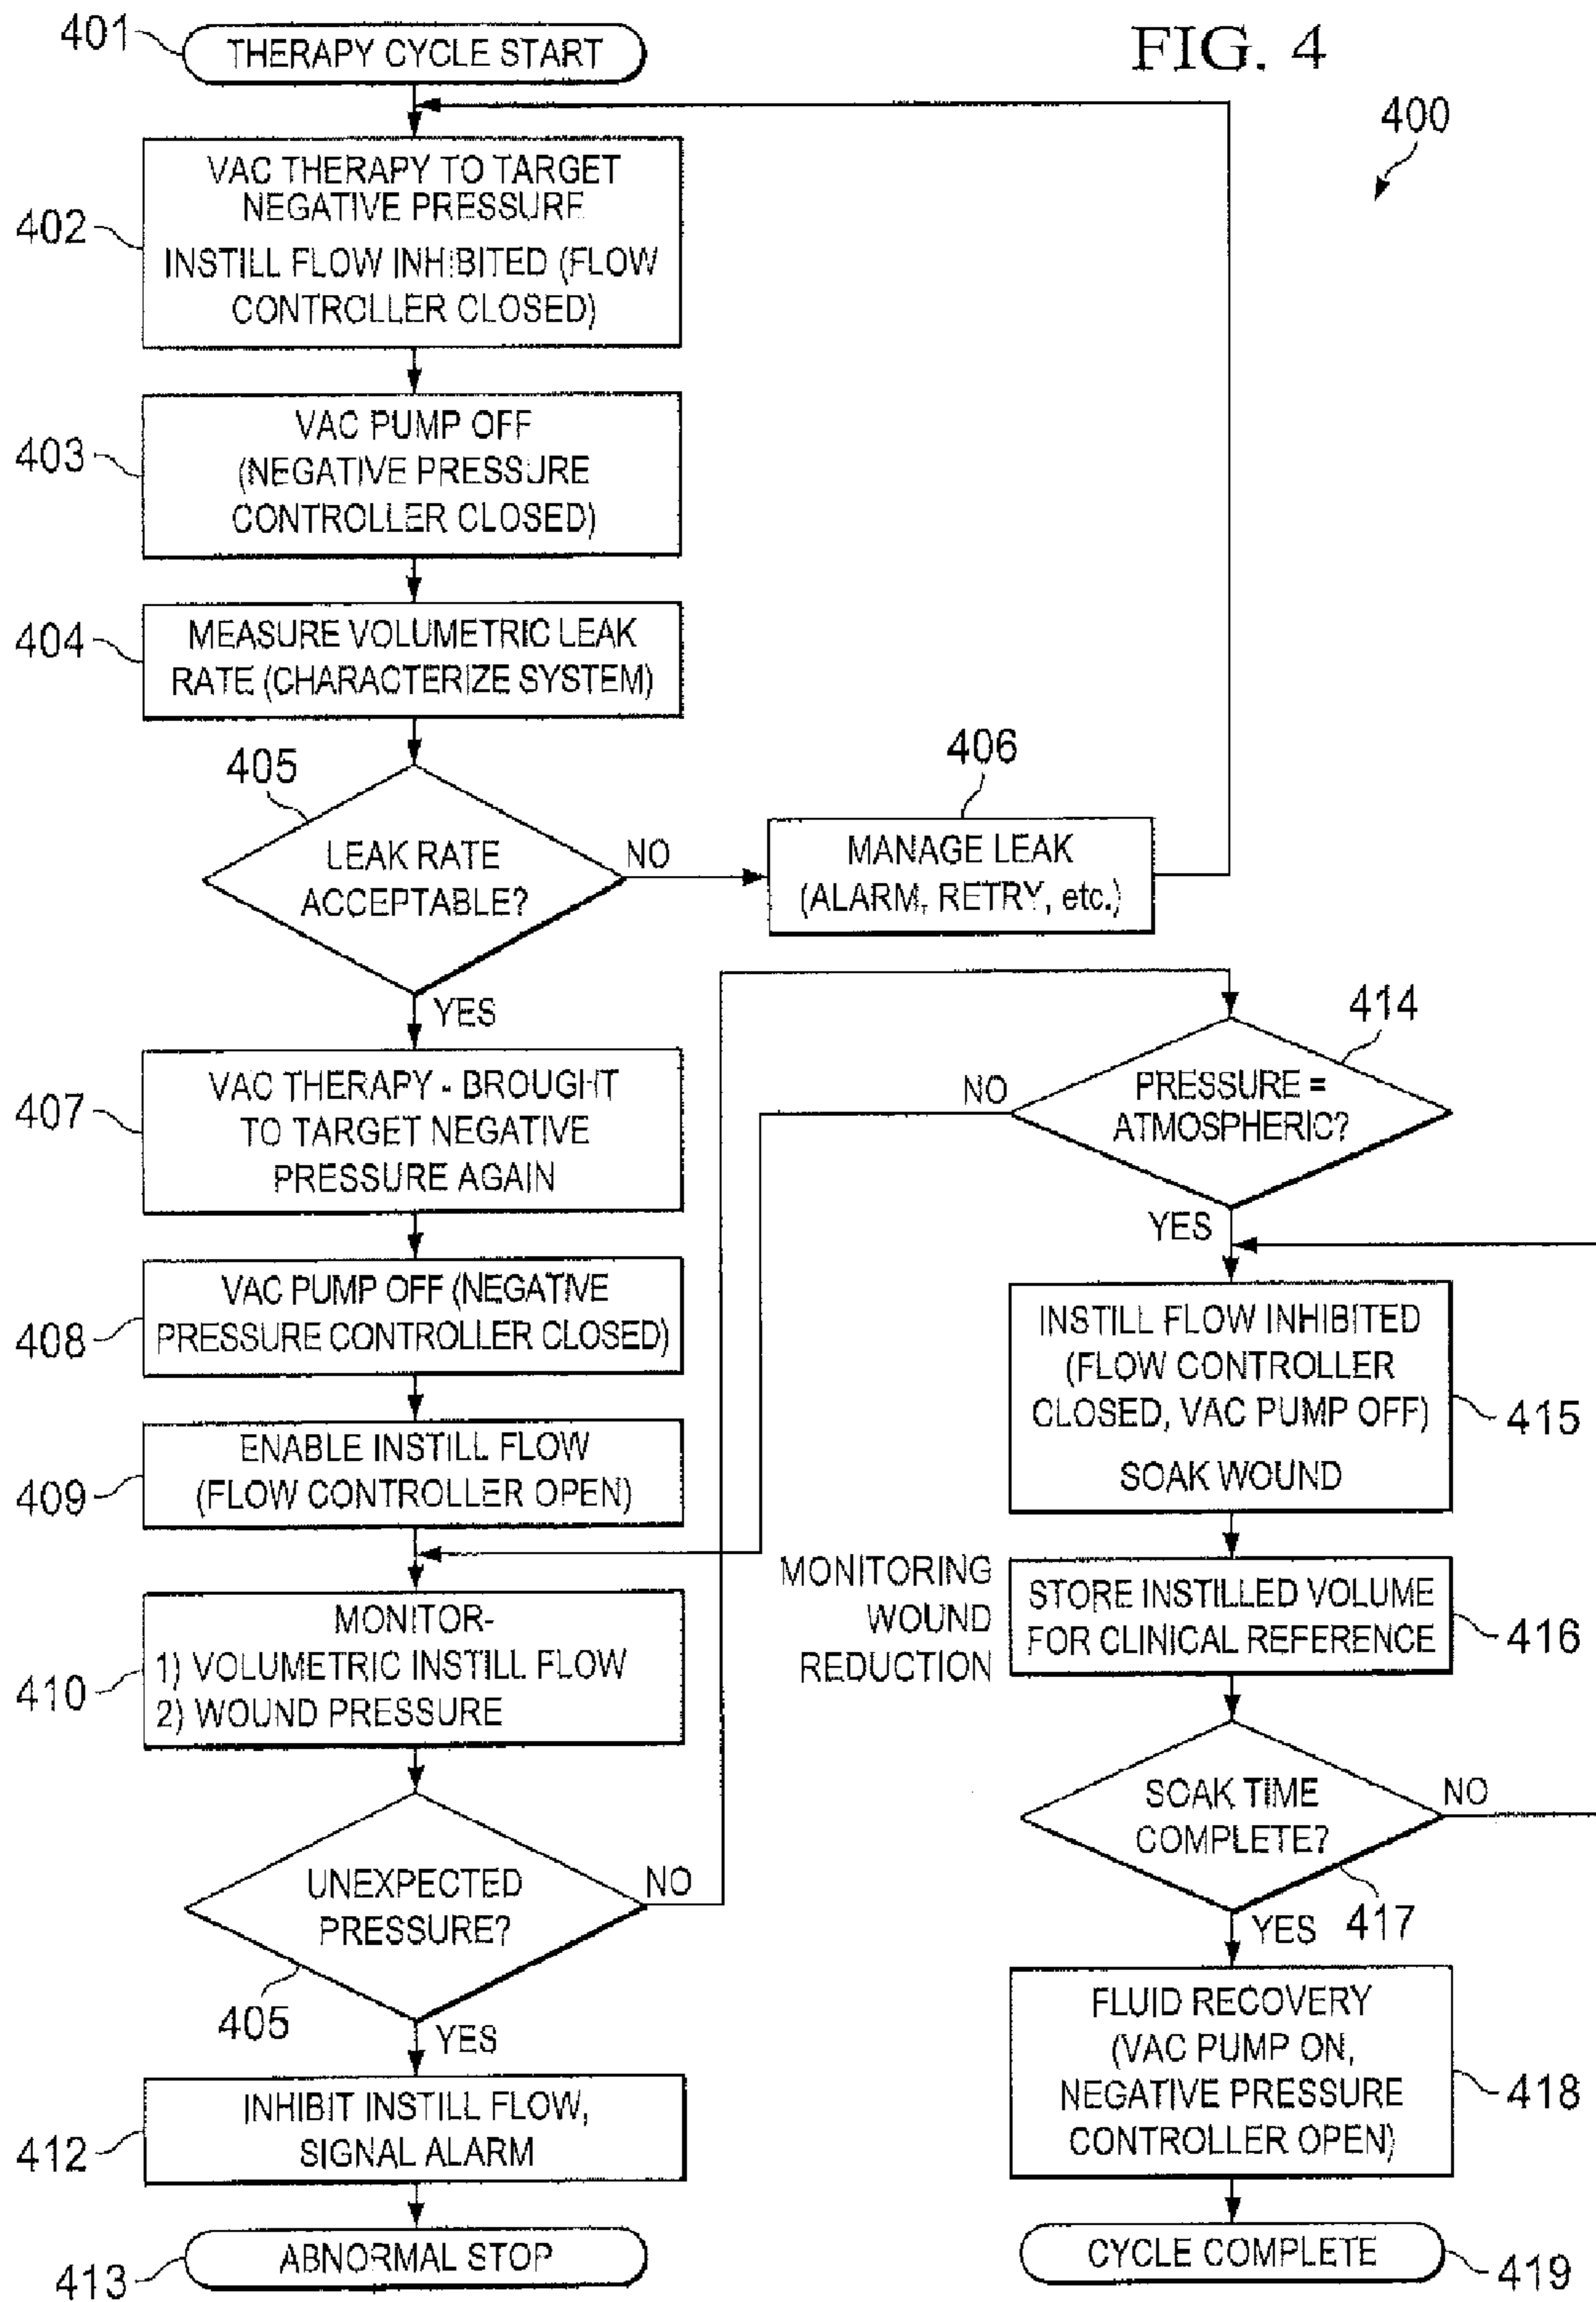 FIG. 4
400
401
THERAPY CYCLE START
402
VAC THERAPY TO TARGET
NEGATIVE PRESSURE
INSTILL FLOW INHIBITED (FLOW
CONTROLLER CLOSED)
403
VAC PUMP OFF
(NEGATIVE PRESSURE
CONTROLLER CLOSED)
404
MEASURE VOLUMETRIC LEAK
RATE (CHARACTERIZE SYSTEM)
405
LEAK RATE
ACCEPTABLE?
NO
YES
406
MANAGE LEAK
(ALARM, RETRY, etc.)
407
VAC THERAPY - BROUGHT
TO TARGET NEGATIVE
PRESSURE AGAIN
408
VAC PUMP OFF (NEGATIVE
PRESSURE CONTROLLER CLOSED)
409
ENABLE INSTILL FLOW
(FLOW CONTROLLER OPEN)
410
MONITOR-
1) VOLUMETRIC INSTILL FLOW
2) WOUND PRESSURE
UNEXPECTED
PRESSURE?
NO
405
YES
412
INHIBIT INSTILL FLOW,
SIGNAL ALARM
413
ABNORMAL STOP
414
PRESSURE =
ATMOSPHERIC?
NO
YES
INSTILL FLOW INHIBITED
(FLOW CONTROLLER
CLOSED, VAC PUMP OFF)
SOAK WOUND
415
MONITORING
WOUND
REDUCTION
STORE INSTILLED VOLUME
FOR CLINICAL REFERENCE
416
SOAK TIME
COMPLETE?
NO
417
YES
FLUID RECOVERY
(VAC PUMP ON,
NEGATIVE PRESSURE
CONTROLLER OPEN)
418
CYCLE COMPLETE
419